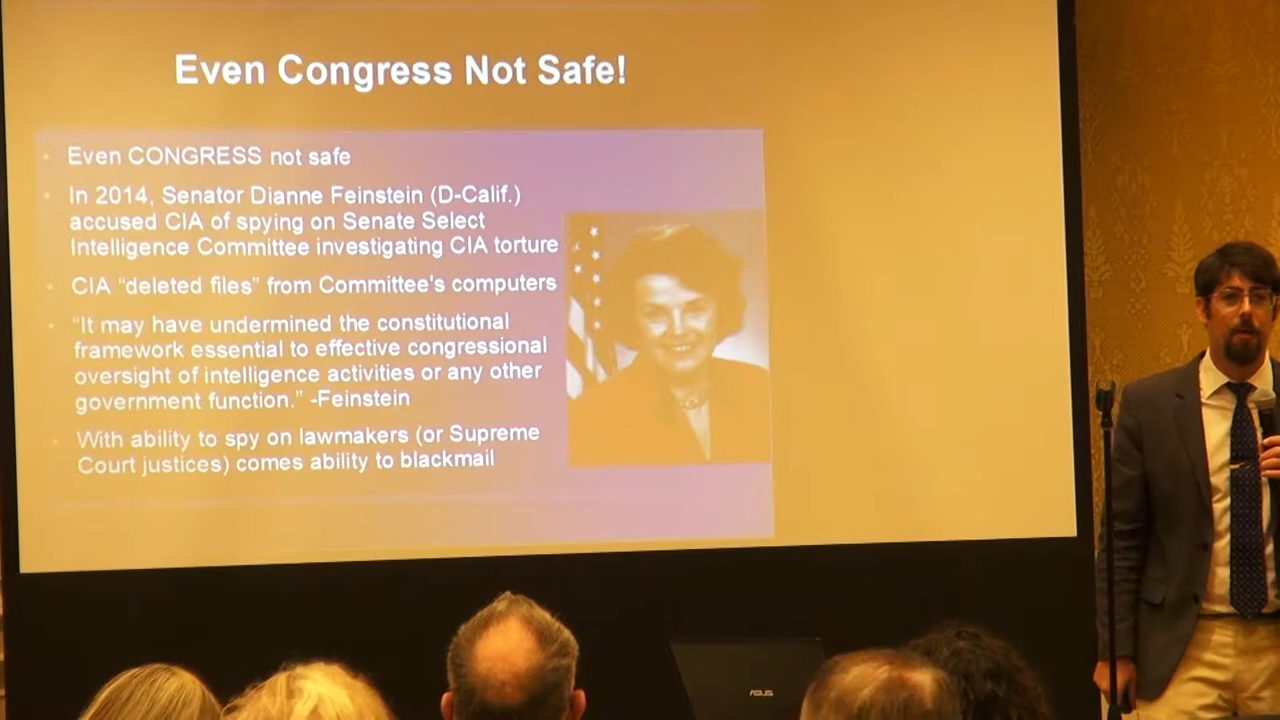 Even Congress Not Safe!
Even CONGRESS not safe
In 2014, Senator Dianne Feinstein (D-Calif.)
accused CIA of spying on Senate Select
Intelligence Committee investigating CIA torture
CIA “deleted files” from Committee's computers
“It may have undermined the constitutional
framework essential to effective congressional
oversight of intelligence activities or any other
government function.” -Feinstein
With ability to spy on lawmakers (or Supreme
Court justices) comes ability to blackmail
ASUS